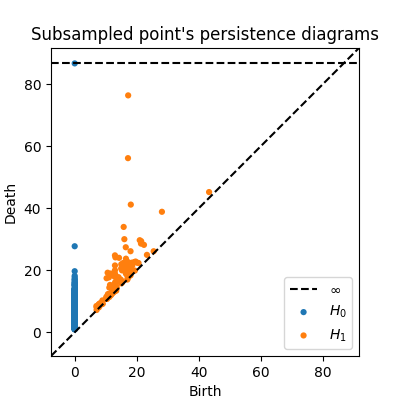 Subsampled point's persistence diagrams
Death
80
60
40
20
0
∞
H₀
H₁
0 20 40 60 80
Birth